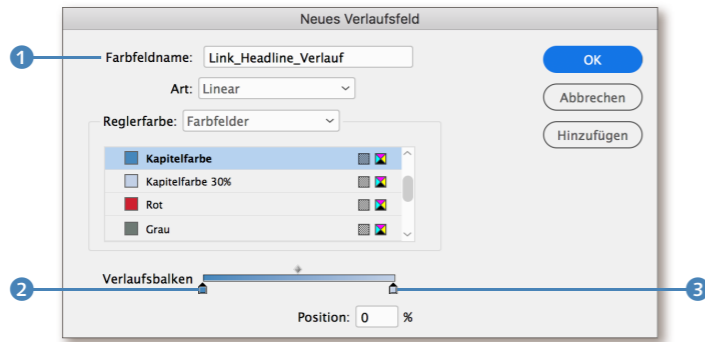 Neues Verlaufsfeld
1 Farbfeldname: Link_Headline_Verlauf
OK
Art: Linear
Abbrechen
Reglerfarbe: Farbfelder
Hinzufügen
Kapitelfarbe
Kapitelfarbe 30%
Rot
Grau
Verlaufsbalken
2 3
Position: 0 %